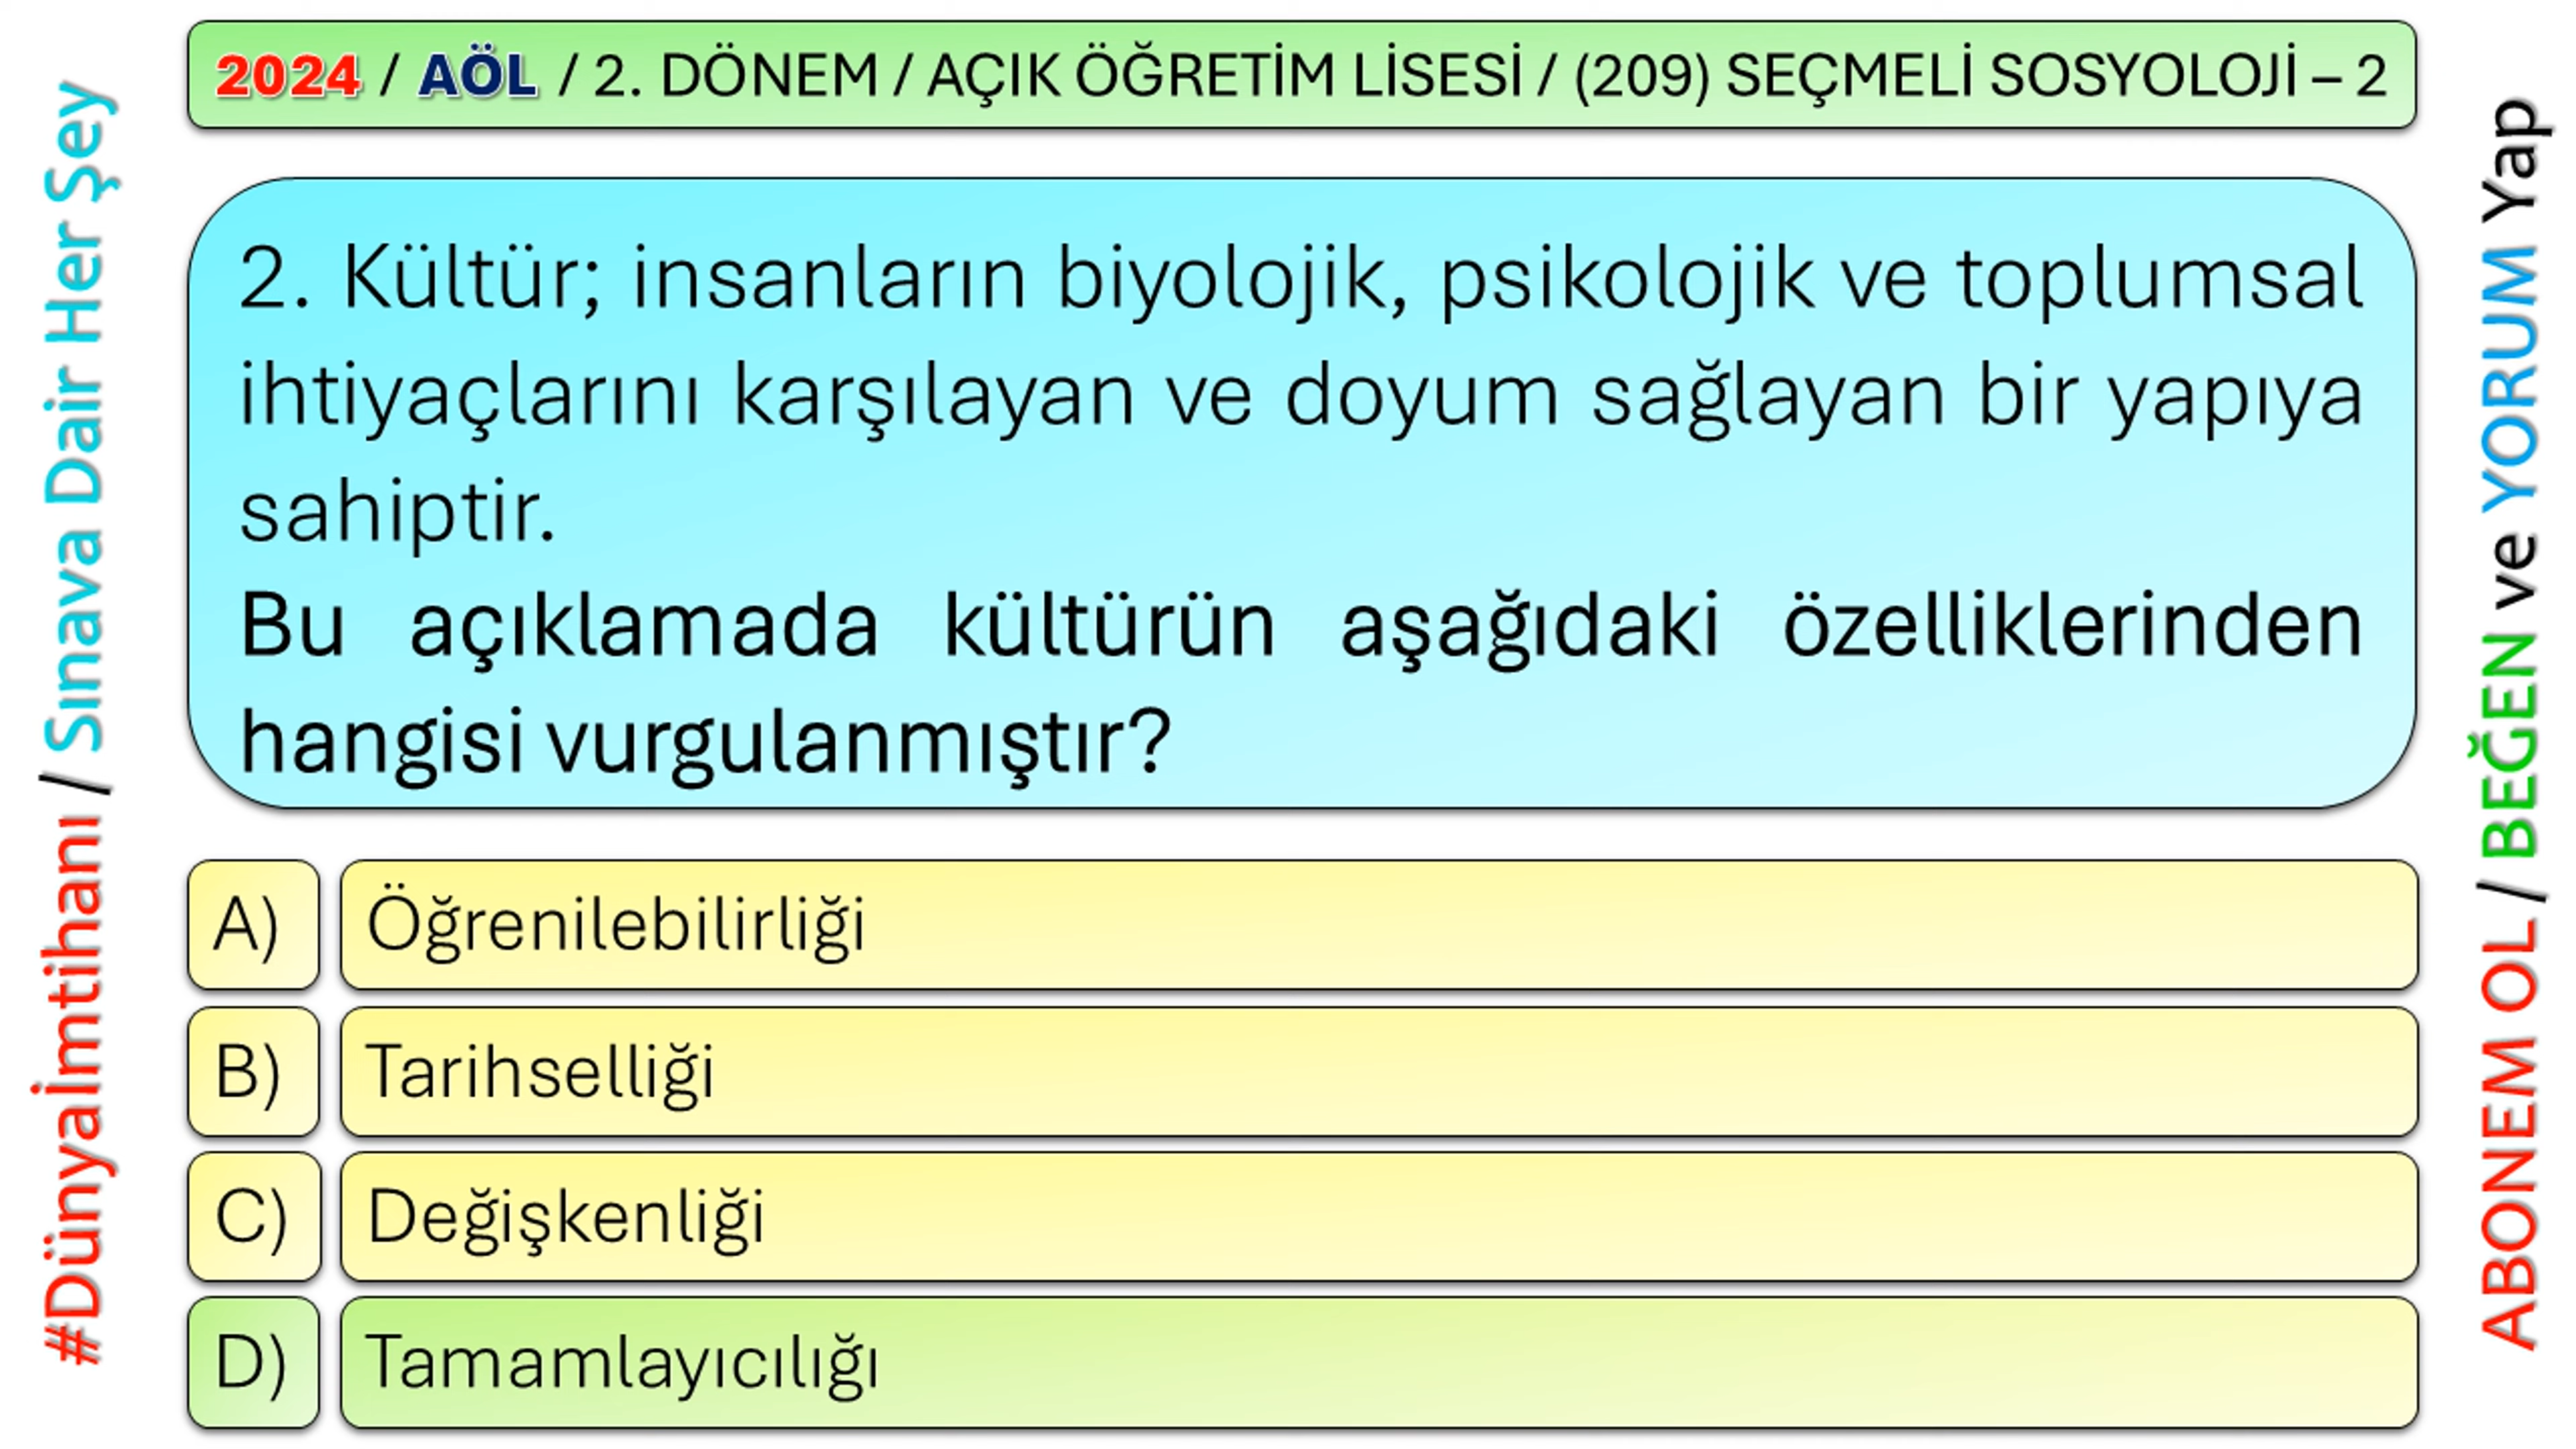 2024 / AÖL / 2. DÖNEM / AÇIK ÖĞRETİM LİSESİ / (209) SEÇMELİ SOSYOLOJİ – 2
#Dünyaİmtihanı / Sınava Dair Her Şey
2. Kültür; insanların biyolojik, psikolojik ve toplumsal
ihtiyaçlarını karşılayan ve doyum sağlayan bir yapıya
sahiptir.
Bu açıklamada kültürün aşağıdaki özelliklerinden
hangisi vurgulanmıştır?
A) Öğrenilebilirliği
B) Tarihselliği
C) Değişkenliği
D) Tamamlayıcılığı
ABONEM OL / BEĞEN ve YORUM Yap